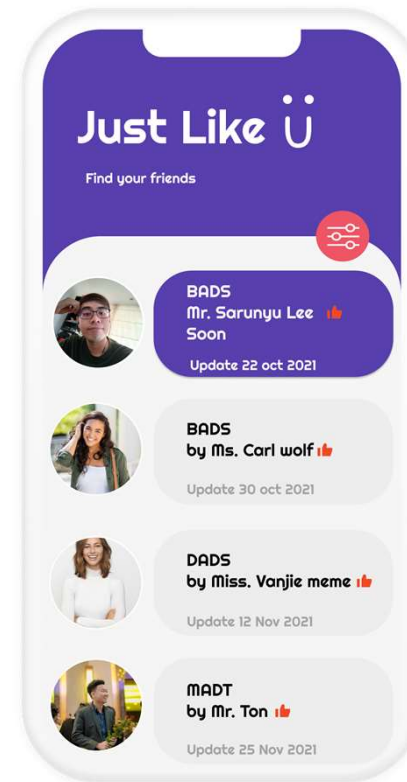 Just Like Ü
Find your friends
BADS
Mr. Sarunyu Lee
Soon
Update 22 oct 2021
BADS
by Ms. Carl wolf
Update 30 oct 2021
DADS
by Miss. Vanjie meme
Update 12 Nov 2021
MADT
by Mr. Ton
Update 25 Nov 2021